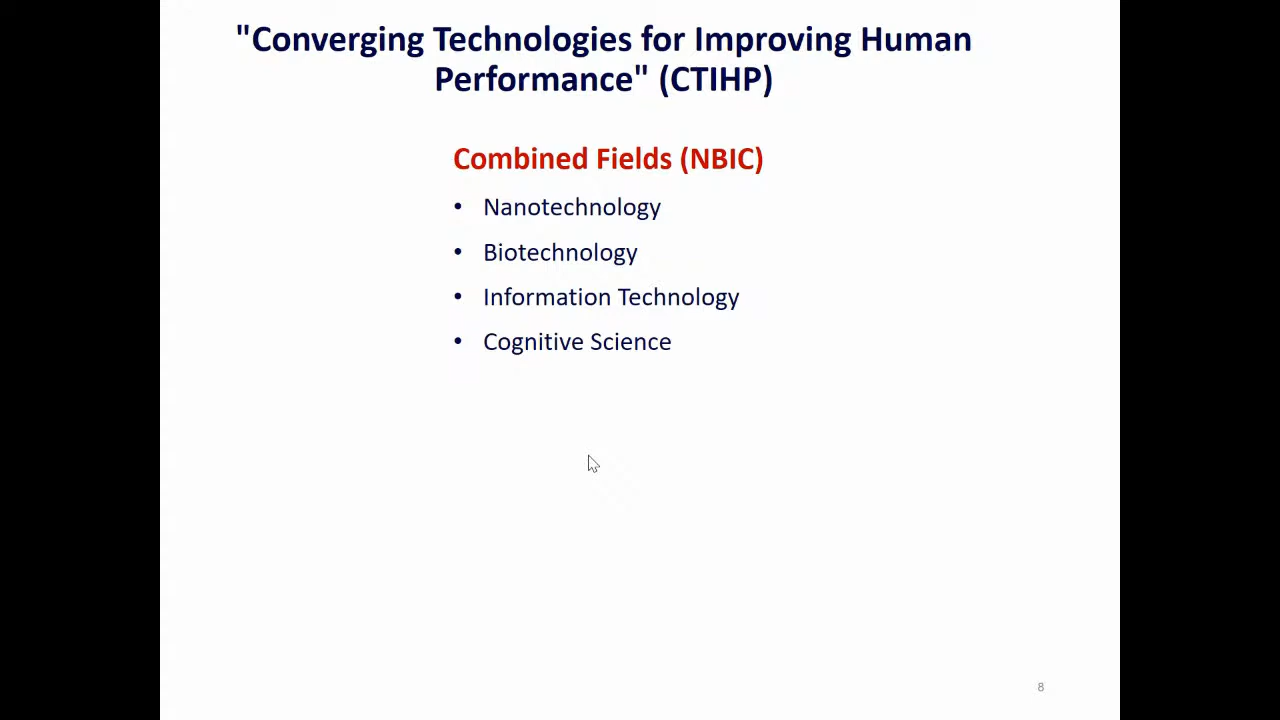 "Converging Technologies for Improving Human
Performance" (CTIHP)
Combined Fields (NBIC)
• Nanotechnology
• Biotechnology
• Information Technology
• Cognitive Science
8